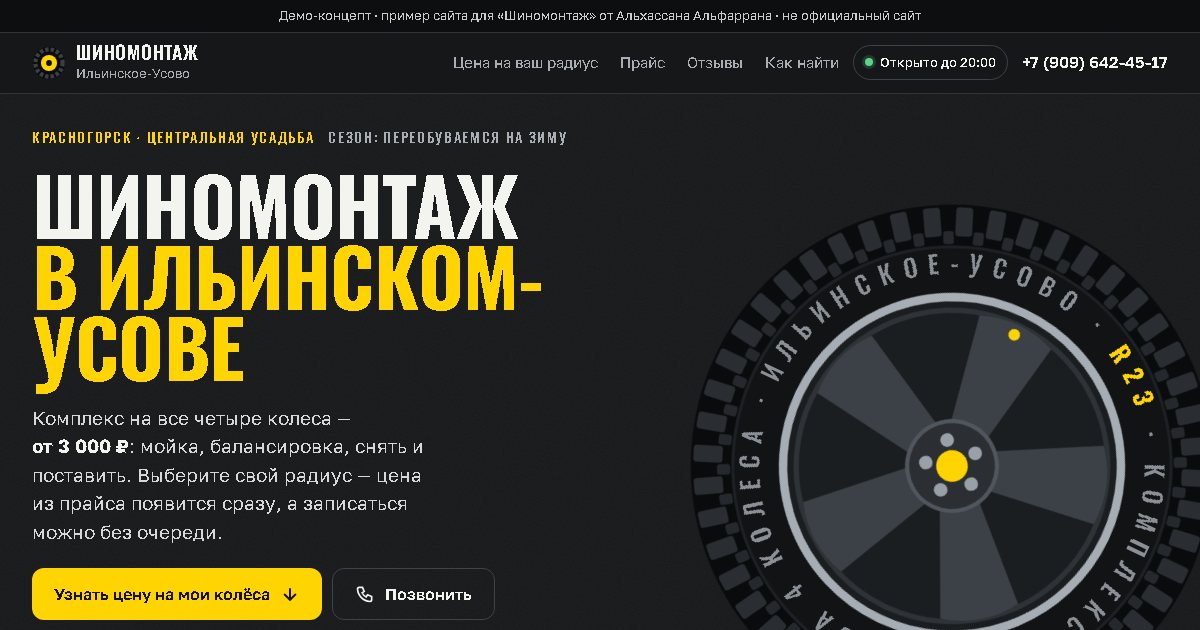 Демо-концепт · пример сайта для «Шиномонтаж» от Альхассана Альфаррана · не официальный сайт
ШИНОМОНТАЖ
Ильинское-Усово
Цена на ваш радиус
Прайс
Отзывы
Как найти
Открыто до 20:00
+7 (909) 642-45-17
КРАСНОГОРСК · ЦЕНТРАЛЬНАЯ УСАДЬБА СЕЗОН: ПЕРЕОБУВАЕМСЯ НА ЗИМУ
ШИНОМОНТАЖ
В ИЛЬИНСКОМ-
УСОВЕ
Комплекс на все четыре колеса —
от 3 000 ₽: мойка, балансировка, снять и
поставить. Выберите свой радиус — цена
из прайса появится сразу, а записаться
можно без очереди.
Узнать цену на мои колёса ↓
Позвонить
4 КОЛЕСА · ИЛЬИНСКОЕ-УСОВО · R23 · КОМПЛЕКС